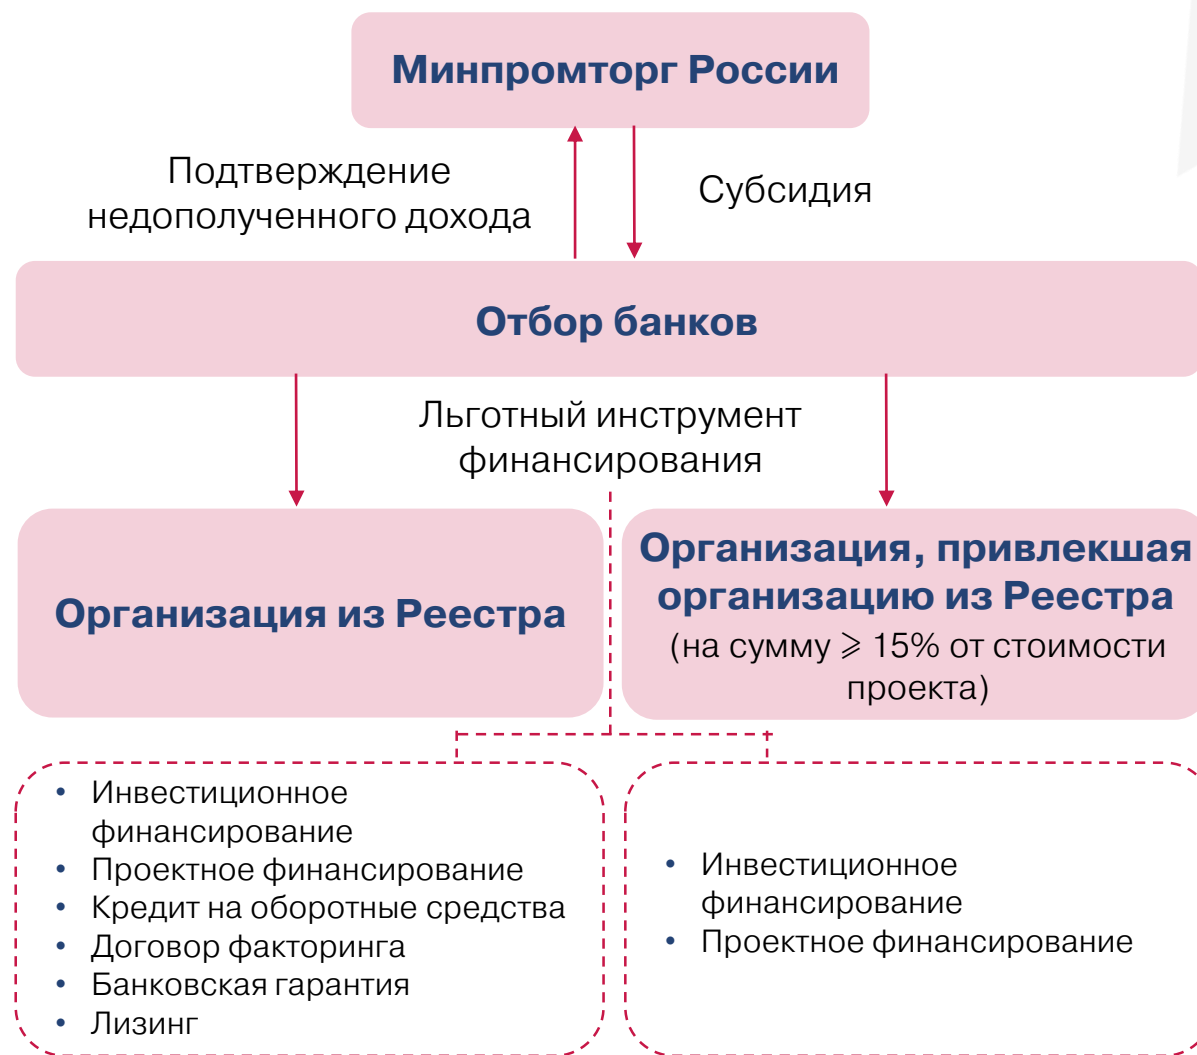 Минпромторг России
Подтверждение
недополученного дохода
Субсидия
Отбор банков
Льготный инструмент
финансирования
Организация из Реестра
Организация, привлекшая
организацию из Реестра
(на сумму ⩾ 15% от стоимости
проекта)
• Инвестиционное
финансирование
• Проектное финансирование
• Кредит на оборотные средства
• Договор факторинга
• Банковская гарантия
• Лизинг
• Инвестиционное
финансирование
• Проектное финансирование